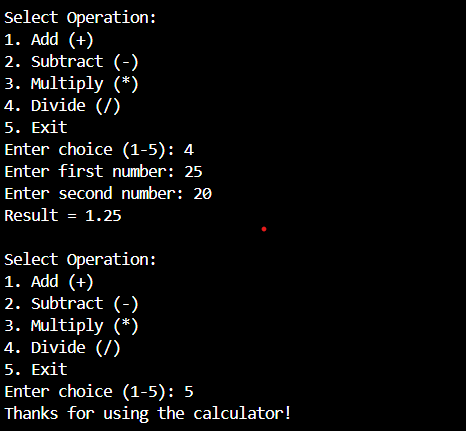 Select Operation:
1. Add (+)
2. Subtract (-)
3. Multiply (*)
4. Divide (/)
5. Exit
Enter choice (1-5): 4
Enter first number: 25
Enter second number: 20
Result = 1.25
Select Operation:
1. Add (+)
2. Subtract (-)
3. Multiply (*)
4. Divide (/)
5. Exit
Enter choice (1-5): 5
Thanks for using the calculator!